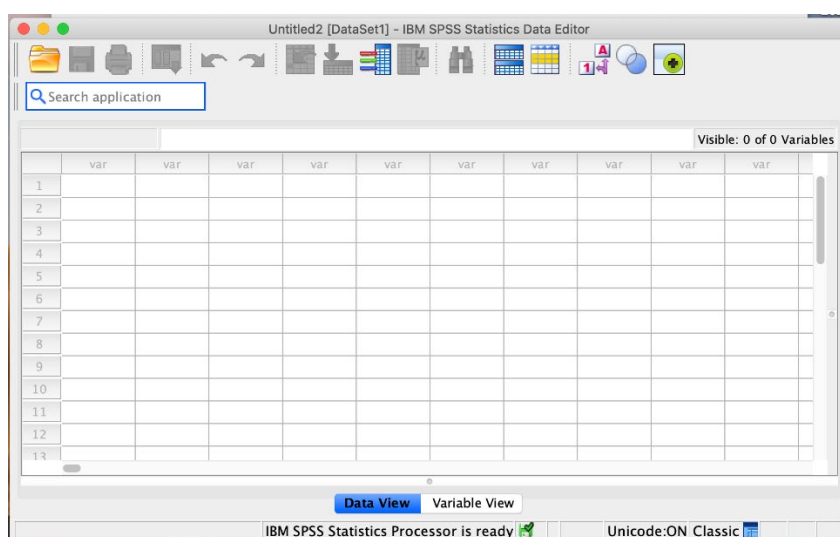 Untitled2 [DataSet1] - IBM SPSS Statistics Data Editor
1 A
Search application
Visible: 0 of 0 Variables
var var var var var var var var var var
1
2
3
4
5
6
7
8
9
10
11
12
13
Data View Variable View
IBM SPSS Statistics Processor is ready Unicode:ON Classic